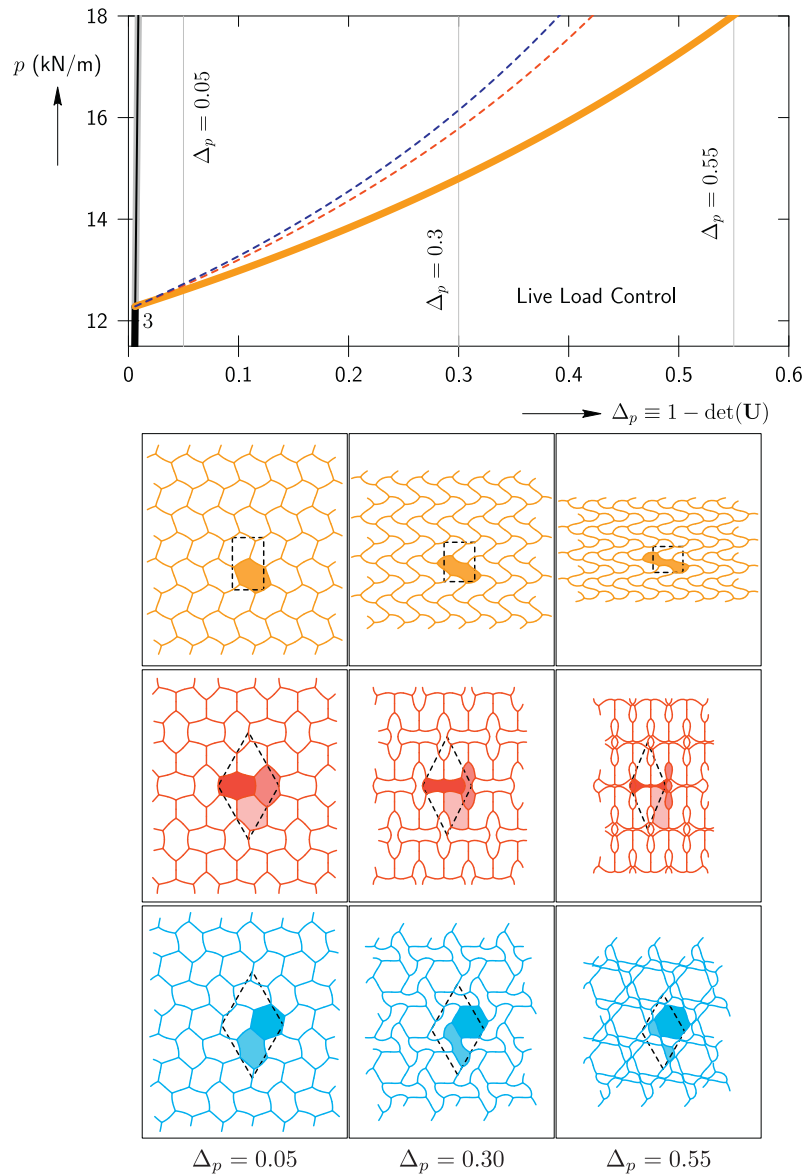 18
p (kN/m)
16
14
12
Δp = 0.05
Δp = 0.3
Δp = 0.55
3
Live Load Control
0 0.1 0.2 0.3 0.4 0.5 0.6
Δp ≡ 1 − det(U)
Δp = 0.05 Δp = 0.30 Δp = 0.55